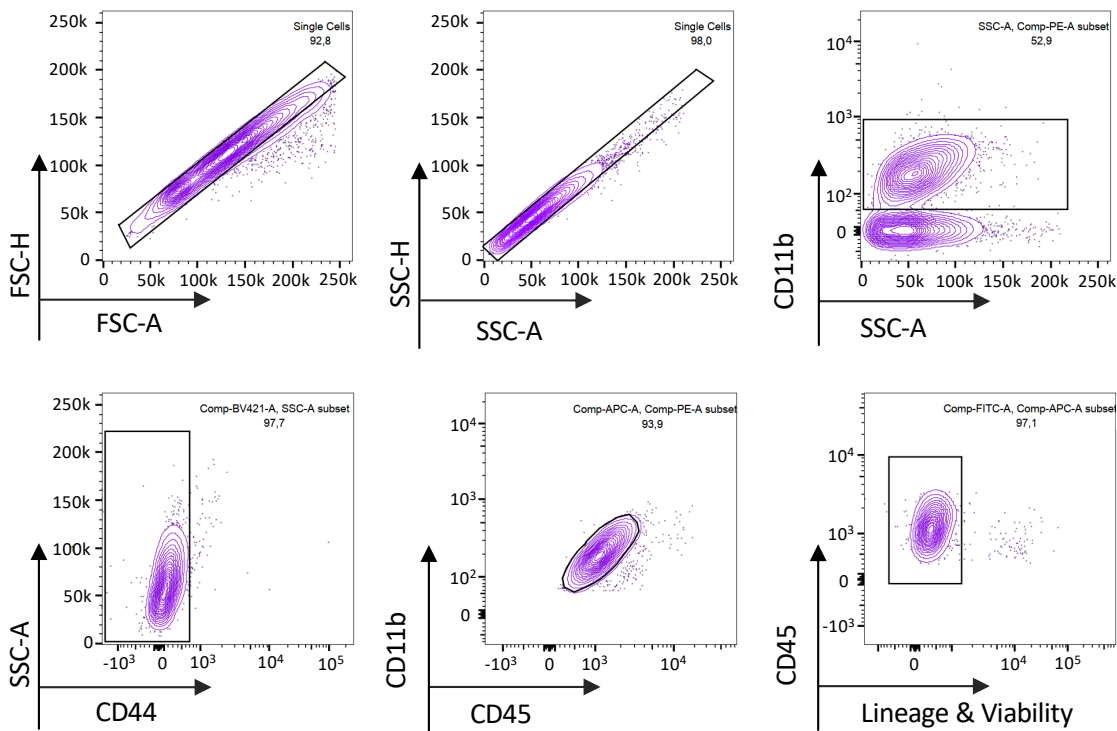 Single Cells
92,8
250k
200k
150k
100k
50k
0
0 50k 100k 150k 200k 250k
FSC-H
FSC-A
Single Cells
98,0
250k
200k
150k
100k
50k
0
0 50k 100k 150k 200k 250k
SSC-H
SSC-A
SSC-A, Comp-PE-A subset
52,9
10⁴
10³
10²
0
0 50k 100k 150k 200k 250k
CD11b
SSC-A
Comp-BV421-A, SSC-A subset
97,7
250k
200k
150k
100k
50k
0
-10³ 0 10³ 10⁴ 10⁵
SSC-A
CD44
Comp-APC-A, Comp-PE-A subset
93,9
10⁴
10³
10²
0
-10³ 0 10³ 10⁴
CD11b
CD45
Comp-FITC-A, Comp-APC-A subset
97,1
10⁴
10³
0
-10³
0 10⁴ 10⁵
CD45
Lineage & Viability